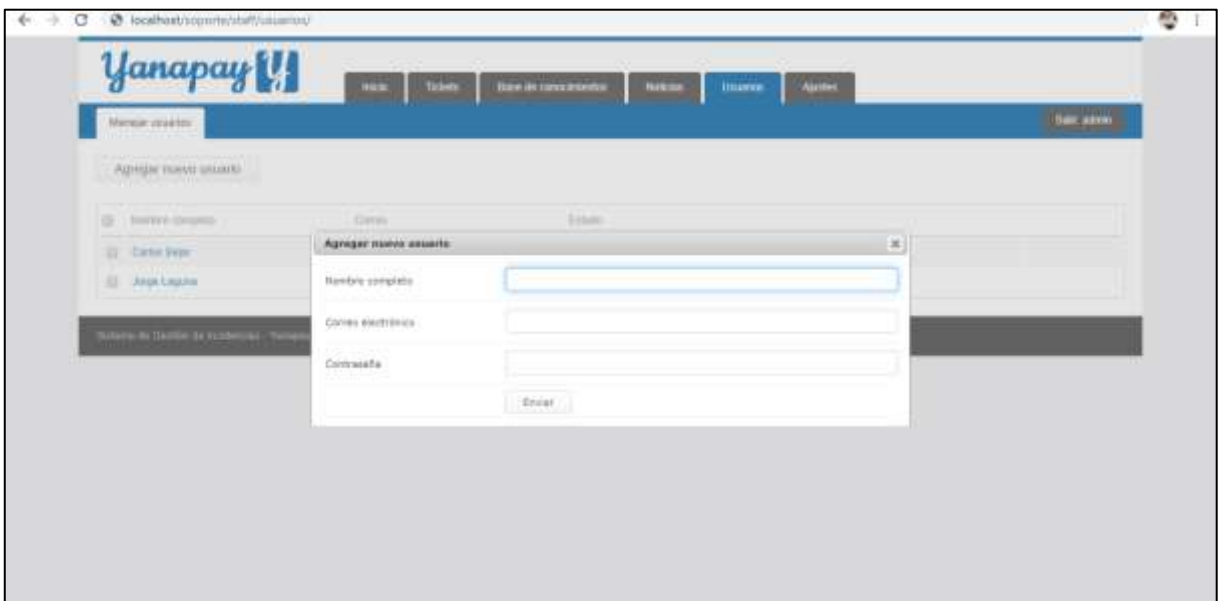 localhost/soporte/staff/usuarios/
Yanapay
Inicio Tickets Base de conocimientos Noticias Usuarios Ajustes
Manejar usuarios Salir, admin
Agregar nuevo usuario
Nombre completo Correo Estado
Agregar nuevo usuario
Carlos
Nombre completo
Jorge Laguna
Correo electrónico
Sistema de Gestión de Incidencias -
Contraseña
Enviar